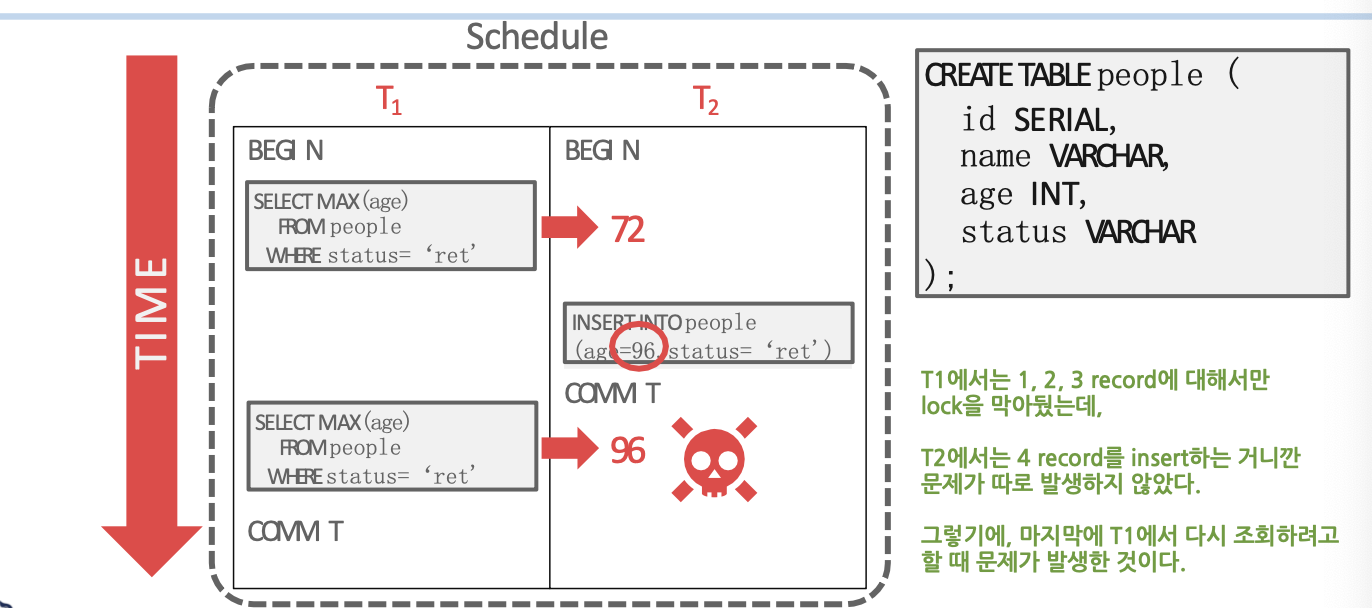 Schedule
T1
T2
TIME
BEGIN
BEGIN
SELECT MAX(age)
FROM people
WHERE status= ‘ret’
72
INSERT INTO people
(age=96, status= ‘ret’)
COMMIT
SELECT MAX(age)
FROM people
WHERE status= ‘ret’
96
COMMIT
CREATE TABLE people (
id SERIAL,
name VARCHAR,
age INT,
status VARCHAR
);
T1에서는 1, 2, 3 record에 대해서만
lock을 막아뒀는데,
T2에서는 4 record를 insert하는 거니깐
문제가 따로 발생하지 않았다.
그렇기에, 마지막에 T1에서 다시 조회하려고
할 때 문제가 발생한 것이다.